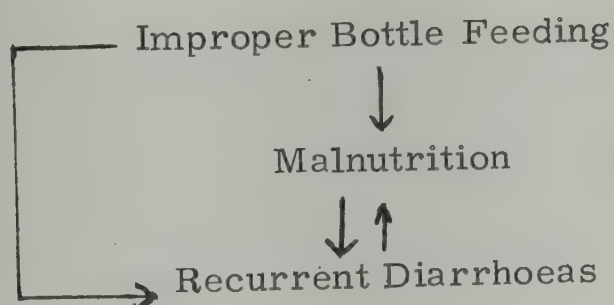 Improper Bottle Feeding
Malnutrition
Recurrent Diarrhoeas